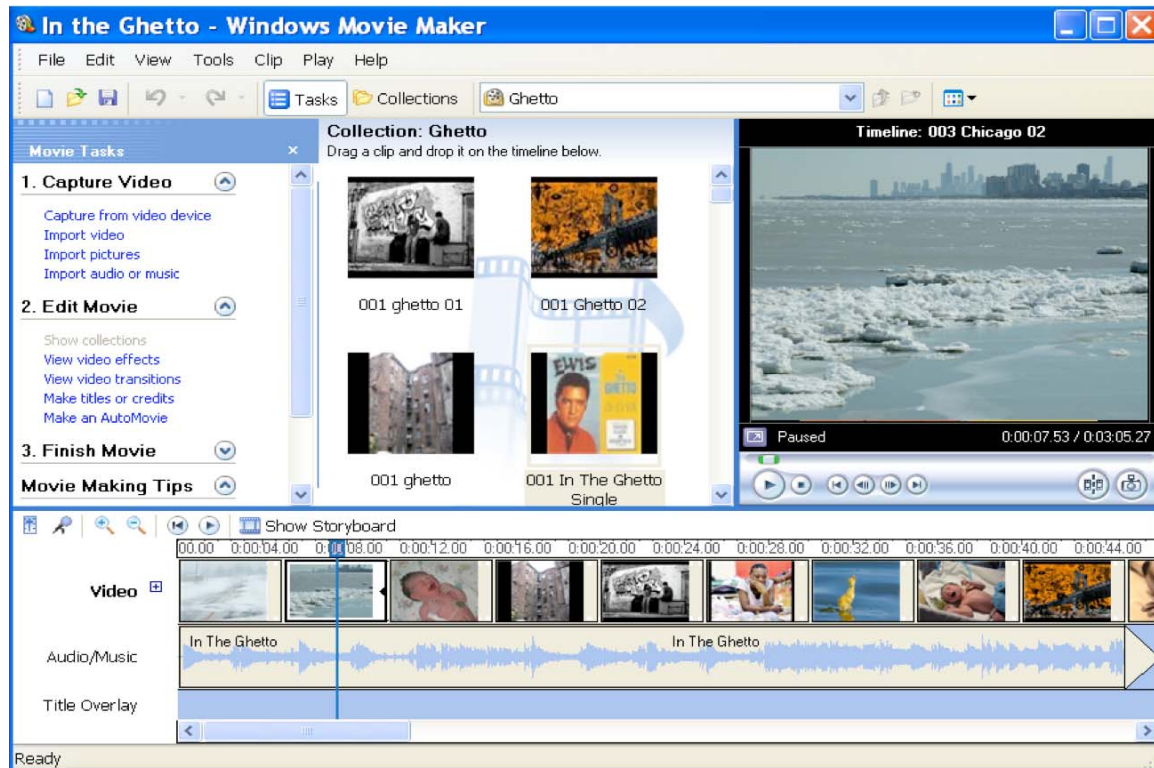 In the Ghetto - Windows Movie Maker
File Edit View Tools Clip Play Help
Tasks Collections Ghetto
Movie Tasks
1. Capture Video
Capture from video device
Import video
Import pictures
Import audio or music
2. Edit Movie
Show collections
View video effects
View video transitions
Make titles or credits
Make an AutoMovie
3. Finish Movie
Movie Making Tips
Collection: Ghetto
Drag a clip and drop it on the timeline below.
001 ghetto 01
001 Ghetto 02
ELVIS
GHETTO
001 ghetto
001 In The Ghetto
Single
Timeline: 003 Chicago 02
Paused 0:00:07.53 / 0:03:05.27
Show Storyboard
00.00 0:00:04.00 08.00 0:00:12.00 0:00:16.00 0:00:20.00 0:00:24.00 0:00:28.00 0:00:32.00 0:00:36.00 0:00:40.00 0:00:44.00
Video
Audio/Music
In The Ghetto In The Ghetto
Title Overlay
Ready